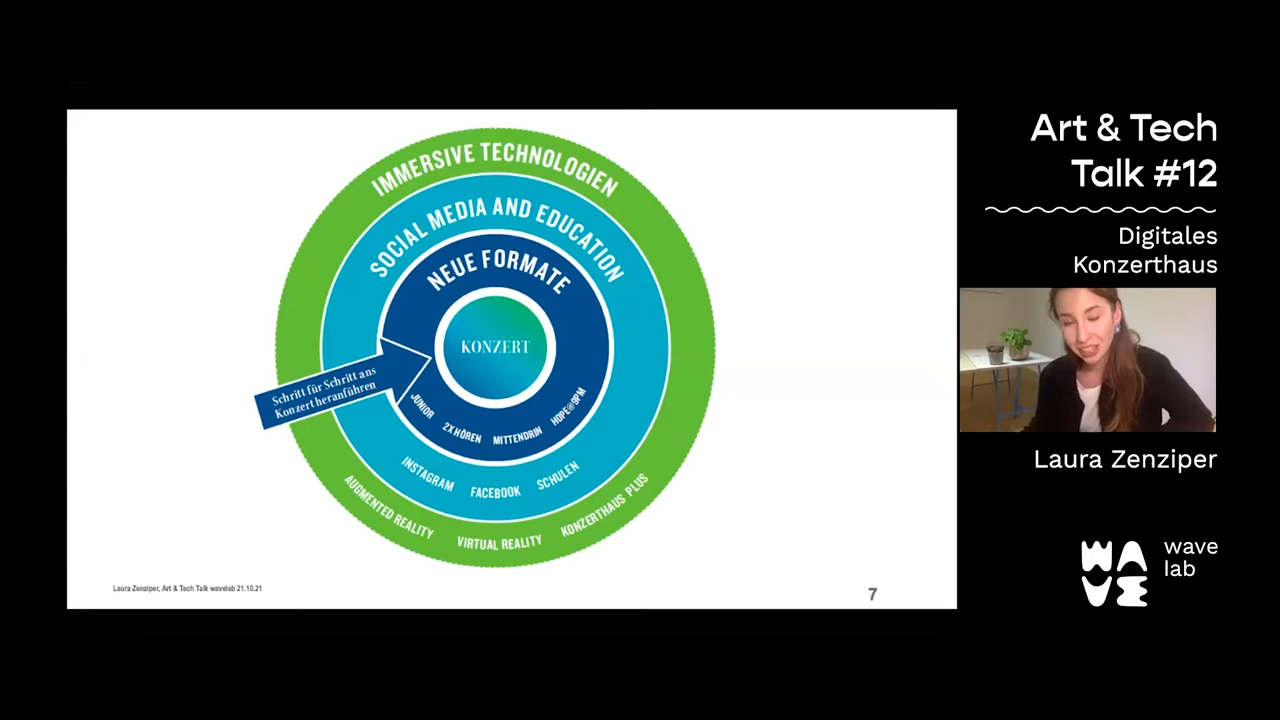 IMMERSIVE TECHNOLOGIEN
SOCIAL MEDIA AND EDUCATION
NEUE FORMATE
KONZERT
Schritt für Schritt ans
Konzert heranführen
JUNIOR
2X HÖREN
MITTENDRIN
HOPE@9PM
INSTAGRAM
FACEBOOK
SCHULEN
AUGMENTED REALITY
VIRTUAL REALITY
KONZERTHAUS PLUS
Laura Zenziper, Art & Tech Talk wavelab 21.10.21
7
Art & Tech
Talk #12
Digitales
Konzerthaus
Laura Zenziper
WAVE
wave
lab